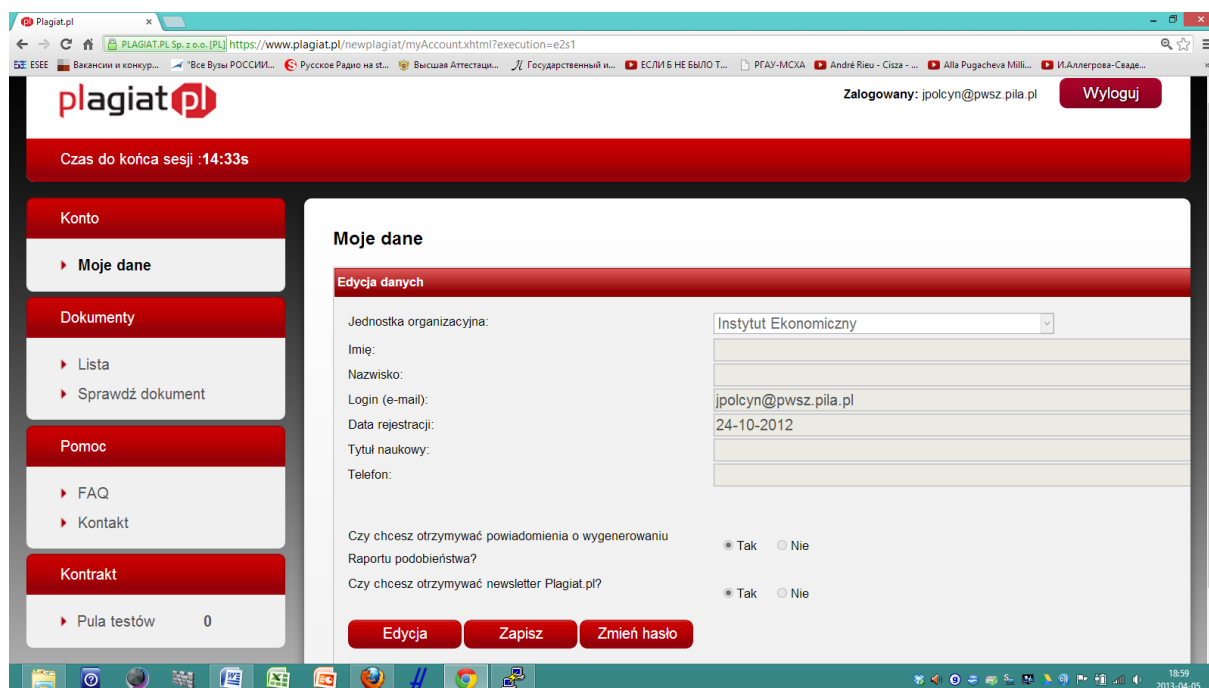 Plagiat.pl
PLAGIAT.PL Sp. z o.o. [PL] https://www.plagiat.pl/newplagiat/myAccount.xhtml?execution=e2s1
ESEE Вакансии и конкур... "Все Вузы РОССИИ... Русское Радио на st... Высшая Аттестаци... Государственный и... ЕСЛИ Б НЕ БЫЛО Т... РГАУ-МСХА André Rieu - Cisza - ... Alla Pugacheva Milli... И.Аллегрова-Сваде...
plagiat pl
Zalogowany: jpolcyn@pwsz.pila.pl Wyloguj
Czas do końca sesji :14:33s
Konto
Moje dane
Dokumenty
Lista
Sprawdź dokument
Pomoc
FAQ
Kontakt
Kontrakt
Pula testów 0
Moje dane
Edycja danych
Jednostka organizacyjna: Instytut Ekonomiczny
Imię:
Nazwisko:
Login (e-mail): jpolcyn@pwsz.pila.pl
Data rejestracji: 24-10-2012
Tytuł naukowy:
Telefon:
Czy chcesz otrzymywać powiadomienia o wygenerowaniu
Raportu podobieństwa? Tak Nie
Czy chcesz otrzymywać newsletter Plagiat.pl? Tak Nie
Edycja Zapisz Zmień hasło
18:59
2013-04-05